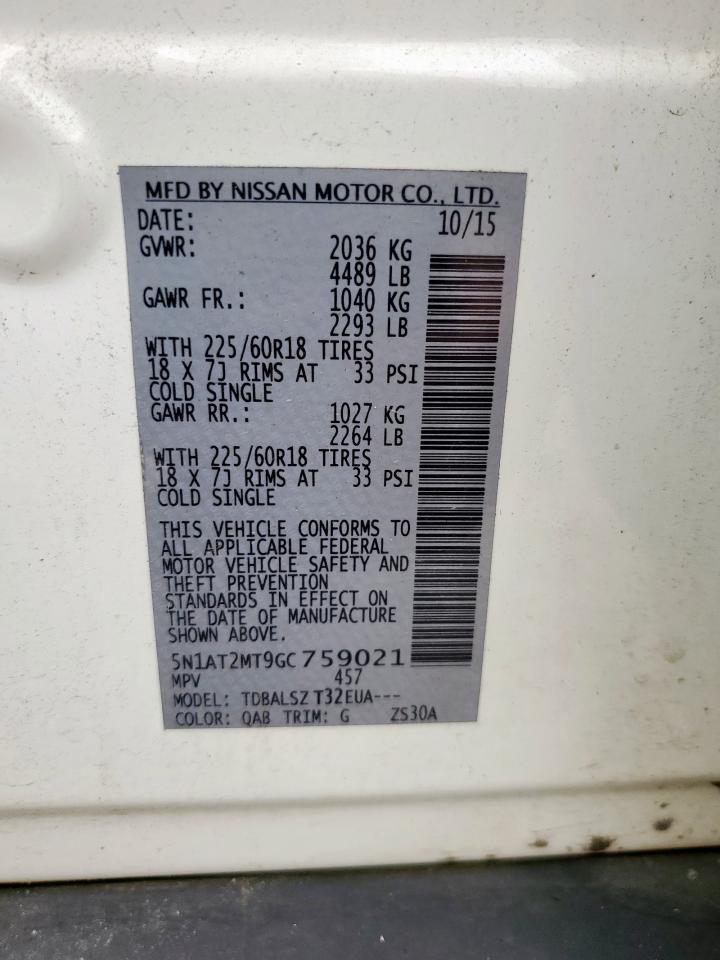 MFD BY NISSAN MOTOR CO., LTD.
DATE: 10/15
GVWR: 2036 KG
4489 LB
GAWR FR.: 1040 KG
2293 LB
WITH 225/60R18 TIRES
18 X 7J RIMS AT 33 PSI
COLD SINGLE
GAWR RR.: 1027 KG
2264 LB
WITH 225/60R18 TIRES
18 X 7J RIMS AT 33 PSI
COLD SINGLE
THIS VEHICLE CONFORMS TO
ALL APPLICABLE FEDERAL
MOTOR VEHICLE SAFETY AND
THEFT PREVENTION
STANDARDS IN EFFECT ON
THE DATE OF MANUFACTURE
SHOWN ABOVE.
5N1AT2MT9GC759021
MPV 457
MODEL: TDBALSZ T32EUA---
COLOR: QAB TRIM: G ZS30A